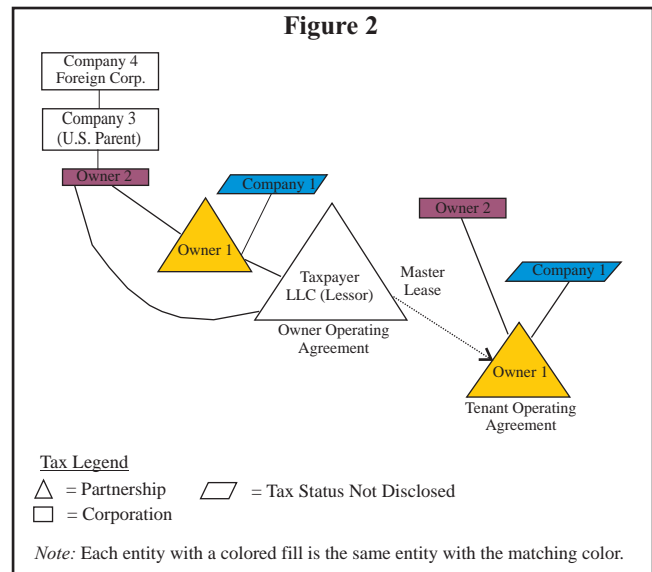 Figure 2
Company 4
Foreign Corp.
Company 3
(U.S. Parent)
Owner 2
Company 1
Owner 1
Taxpayer
LLC (Lessor)
Owner Operating
Agreement
Master
Lease
Owner 2
Company 1
Owner 1
Tenant Operating
Agreement
Tax Legend
= Partnership
= Tax Status Not Disclosed
= Corporation
Note: Each entity with a colored fill is the same entity with the matching color.